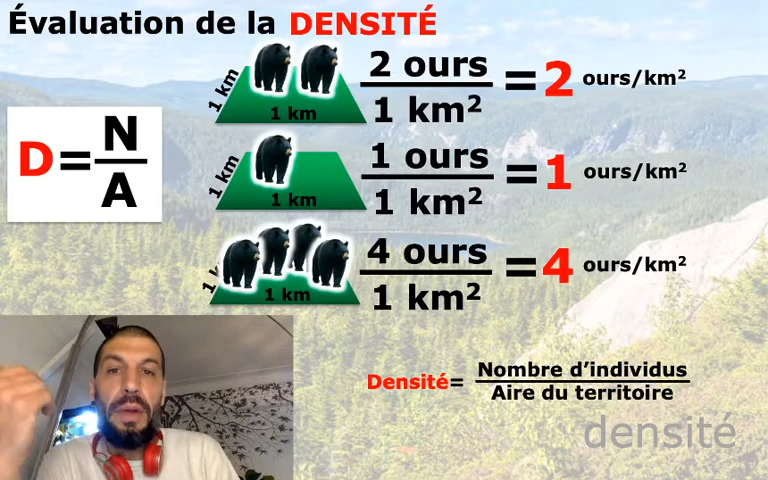 Évaluation de la DENSITÉ
D=N/A
1 km
1 km
2 ours
1 km²
=2 ours/km²
1 km
1 km
1 ours
1 km²
=1 ours/km²
1 km
4 ours
1 km²
=4 ours/km²
Densité= Nombre d'individus
Aire du territoire
densité